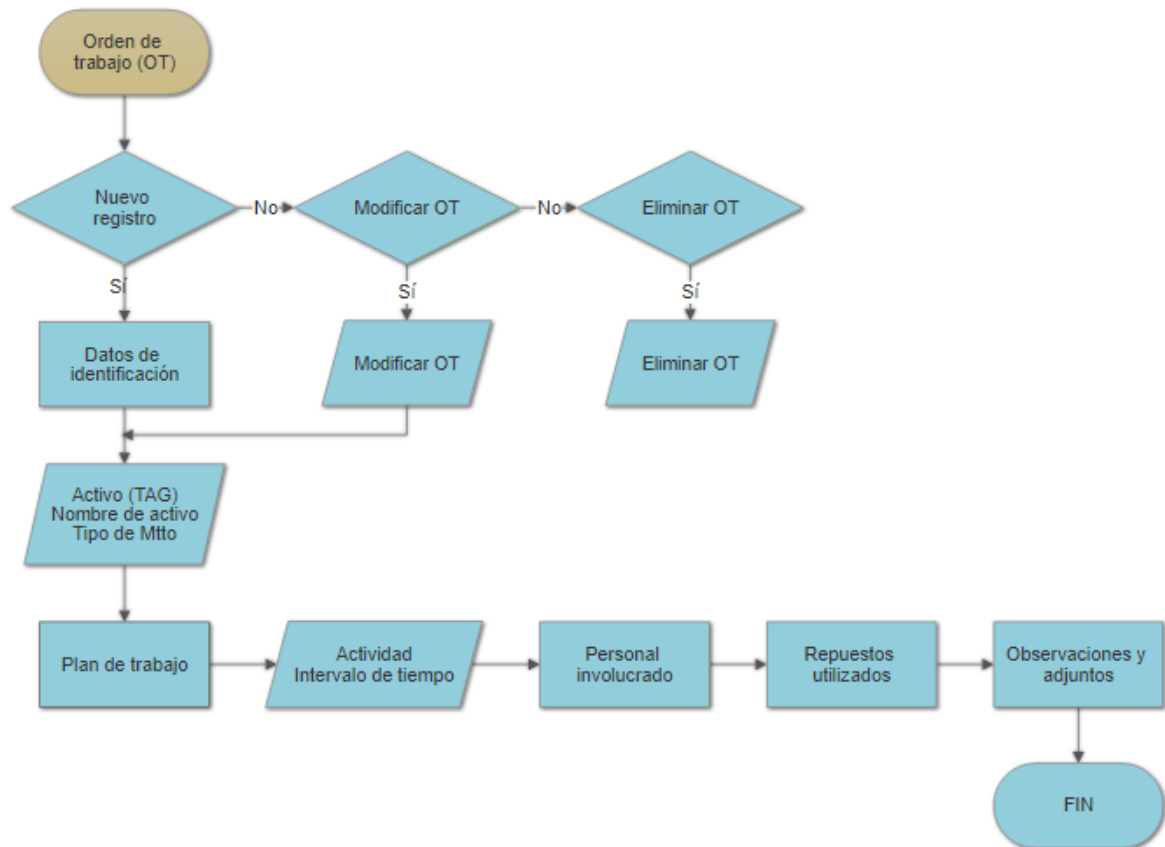 Orden de
trabajo (OT)
Nuevo
registro
No
Modificar OT
No
Eliminar OT
Sí
Sí
Sí
Datos de
identificación
Modificar OT
Eliminar OT
Activo (TAG)
Nombre de activo
Tipo de Mtto
Plan de trabajo
Actividad
Intervalo de tiempo
Personal
involucrado
Repuestos
utilizados
Observaciones y
adjuntos
FIN